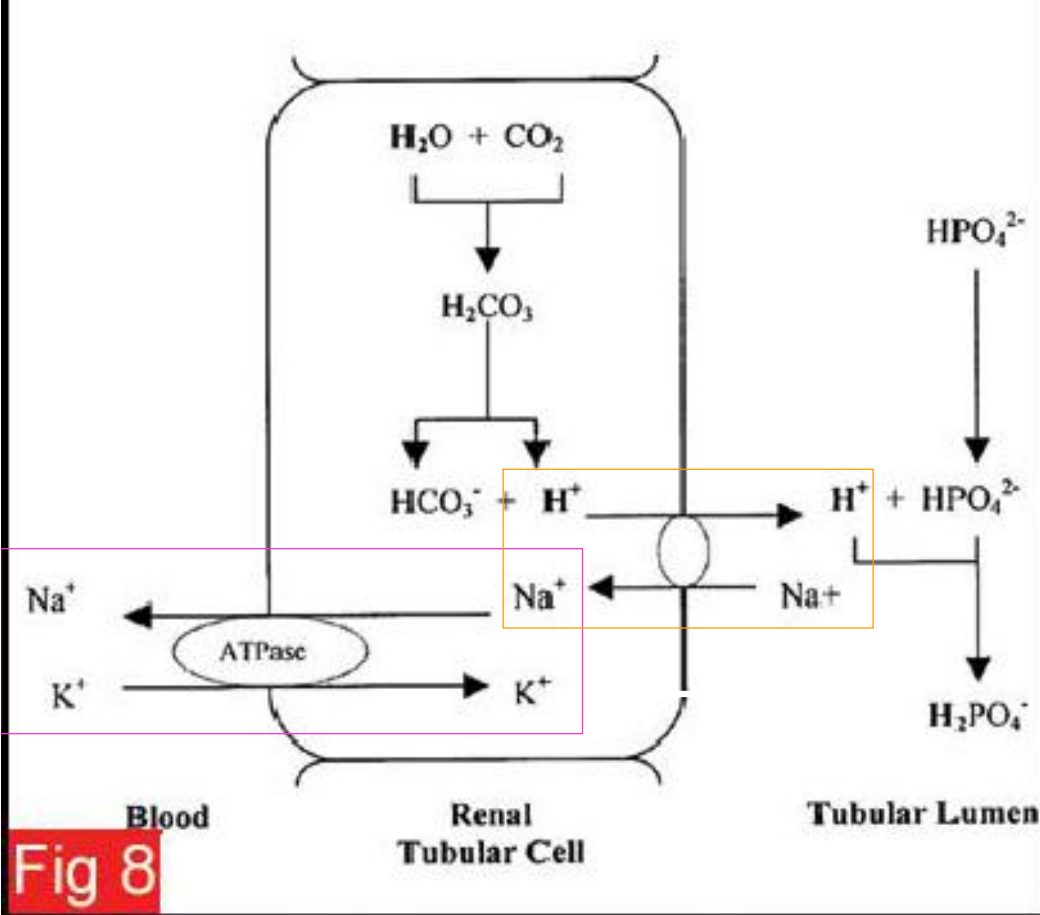 H₂O + CO₂
HPO₄²⁻
H₂CO₃
HCO₃⁻ + H⁺
H⁺ + HPO₄²⁻
Na⁺
Na⁺
Na+
ATPase
K⁺
K⁺
H₂PO₄⁻
Blood
Renal
Tubular Cell
Tubular Lumen
Fig 8